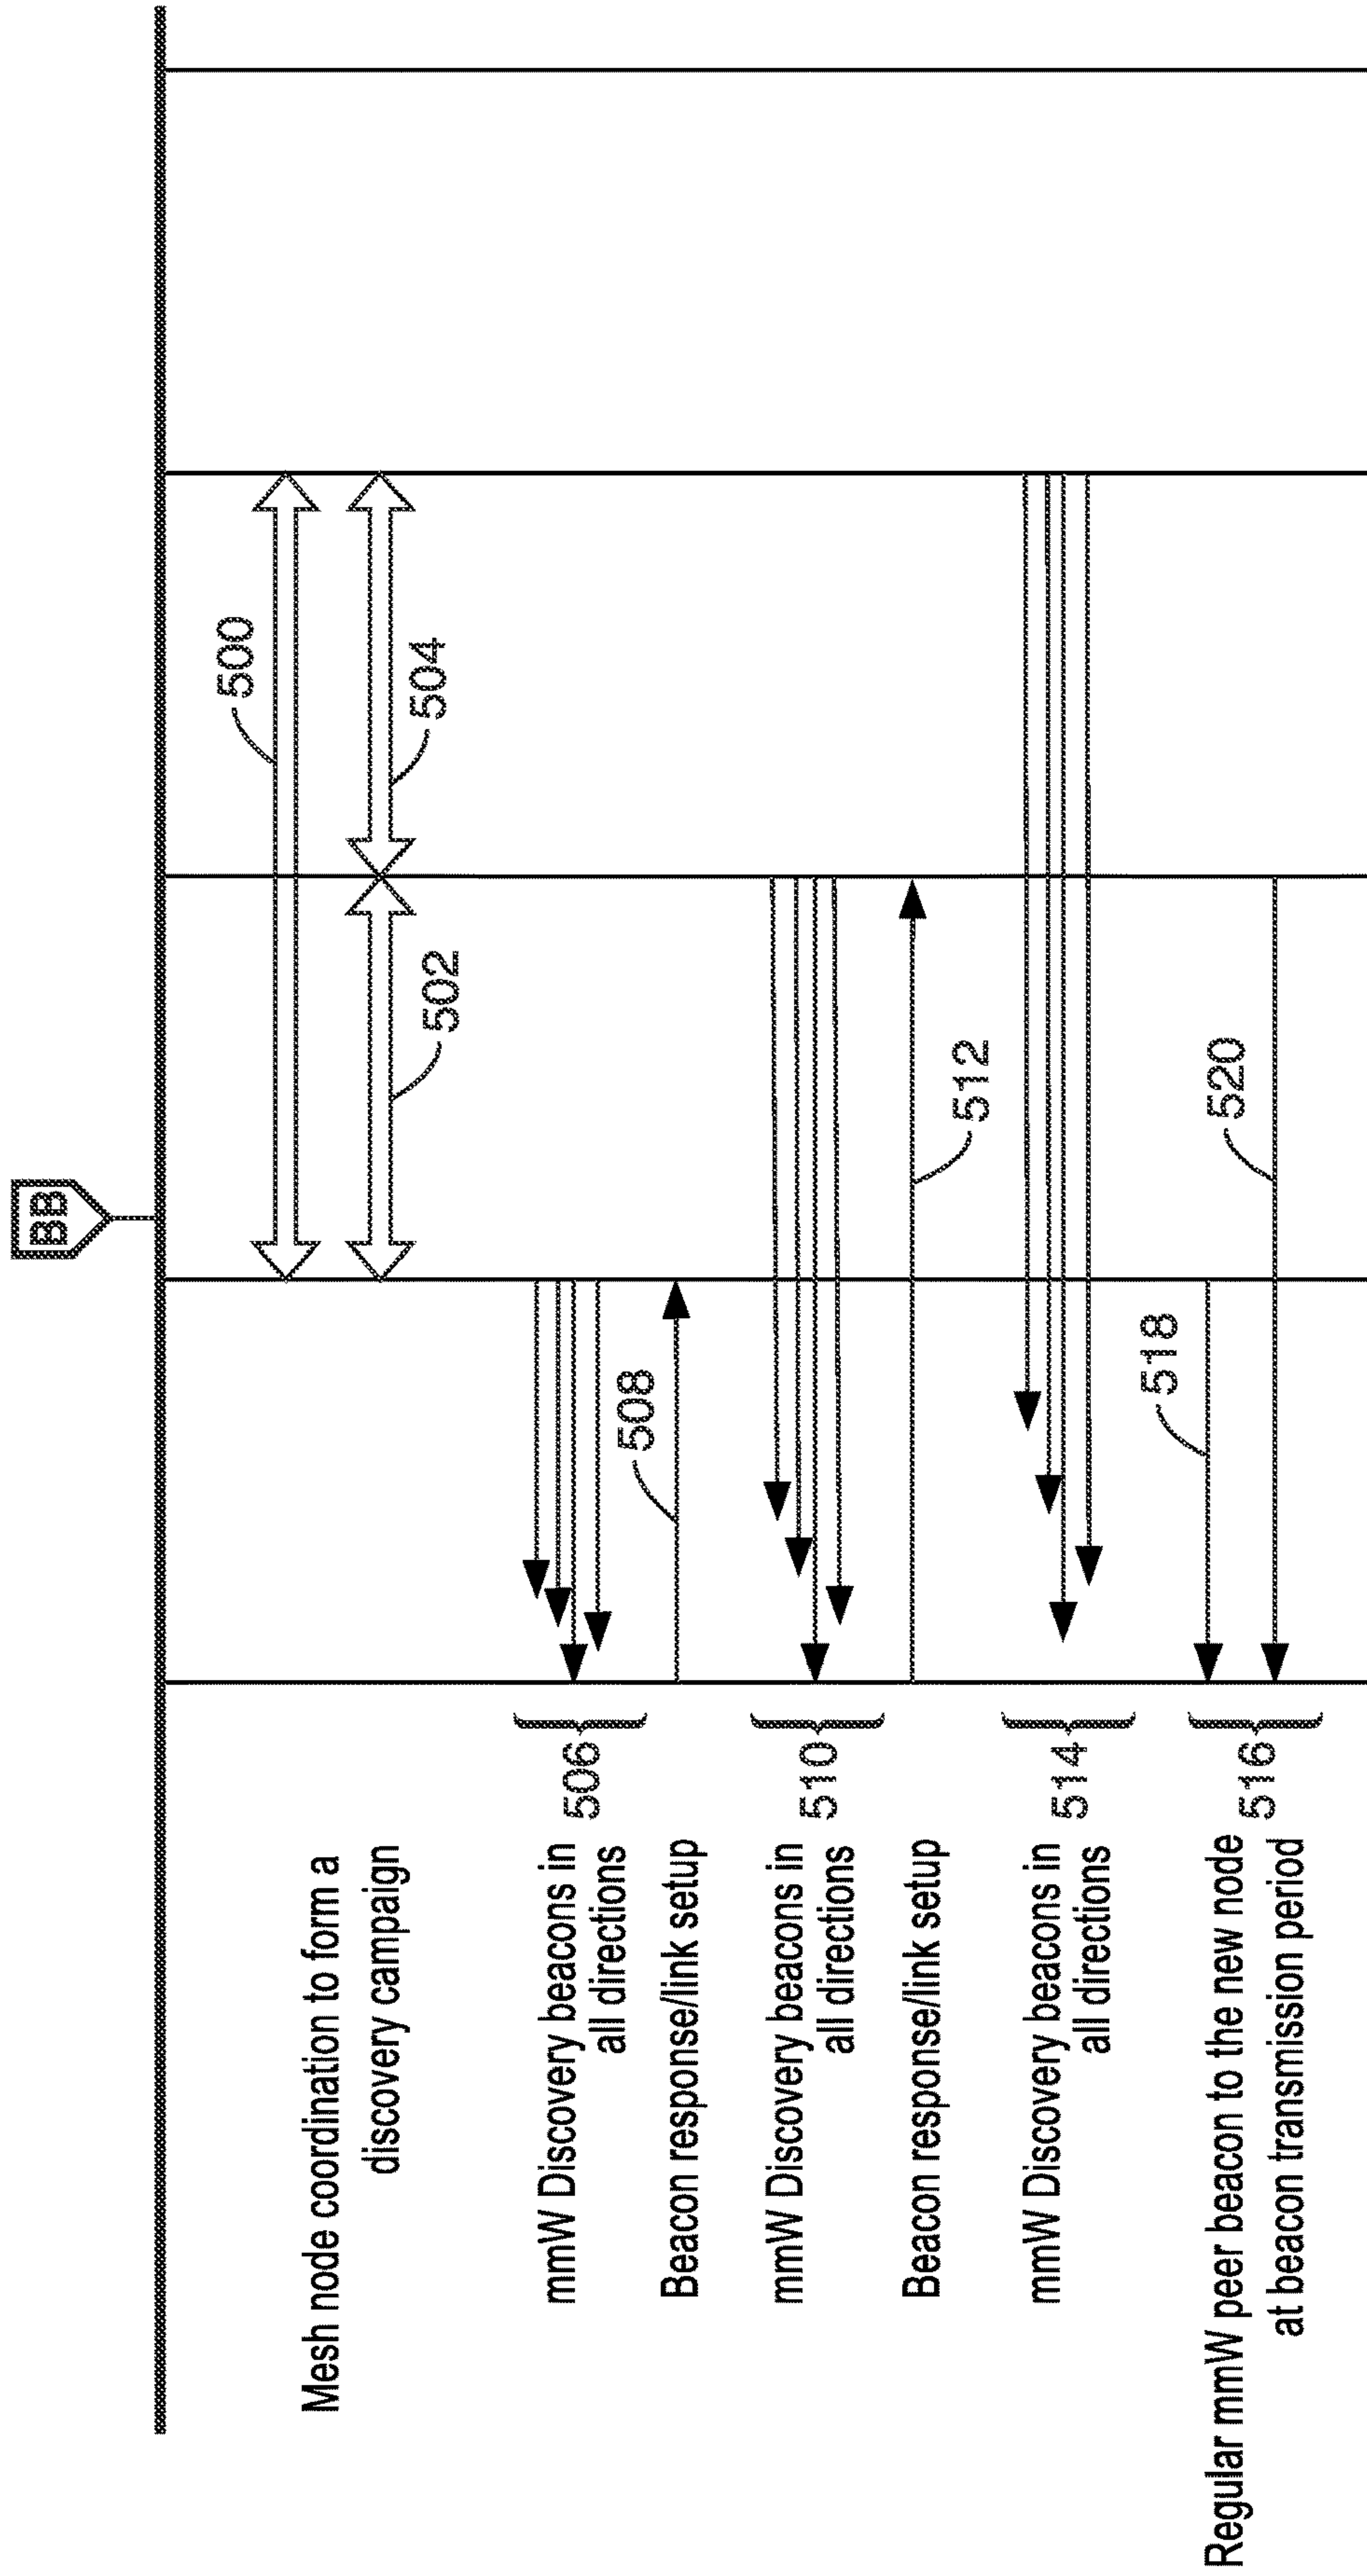 BB
500
Mesh node coordination to form a
discovery campaign
502
504
mmW Discovery beacons in
all directions
506
508
Beacon response/link setup
mmW Discovery beacons in
all directions
510
Beacon response/link setup
512
mmW Discovery beacons in
all directions
514
518
Regular mmW peer beacon to the new node
at beacon transmission period
516
520